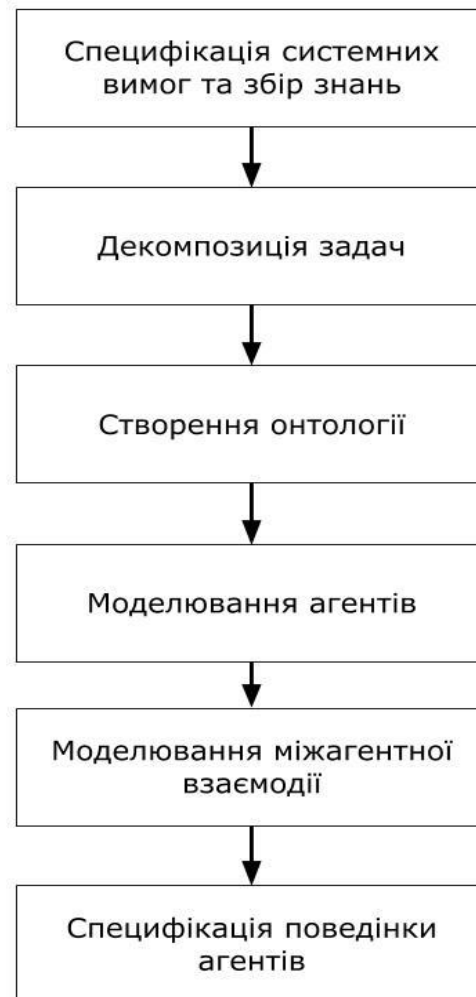 Специфікація системних
вимог та збір знань
Декомпозиція задач
Створення онтології
Моделювання агентів
Моделювання міжагентної
взаємодії
Специфікація поведінки
агентів